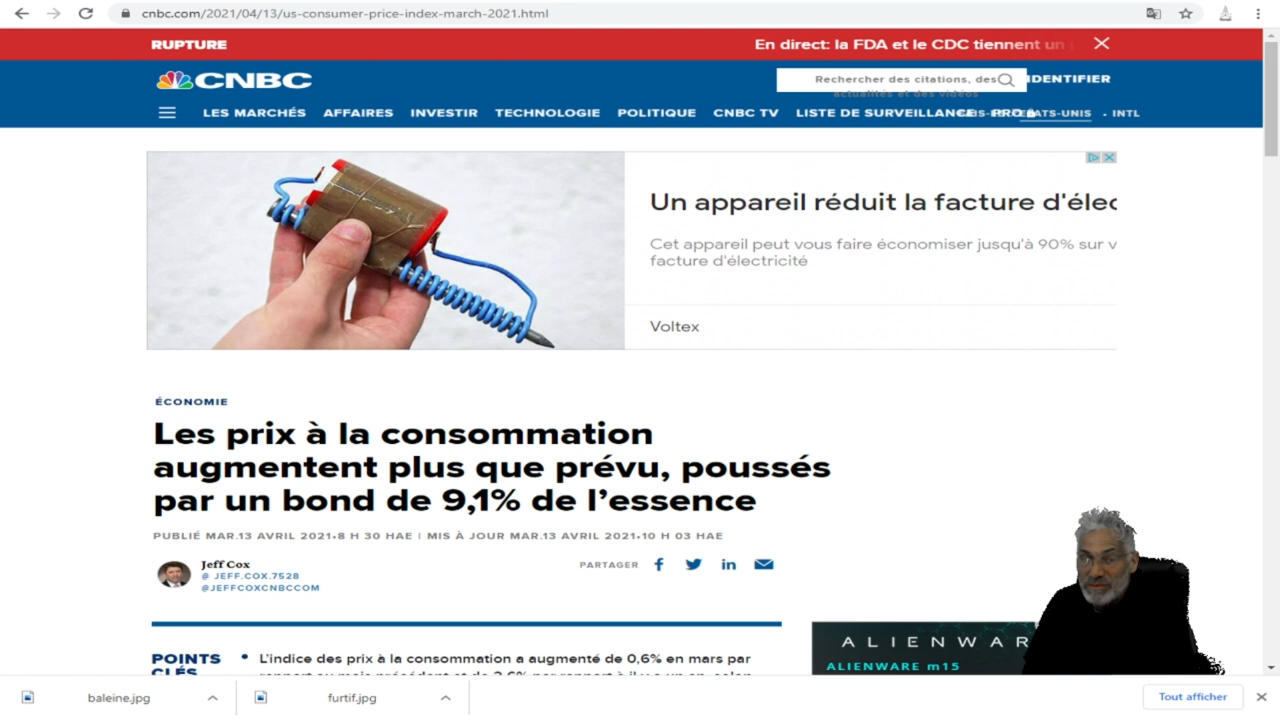 cnbc.com/2021/04/13/us-consumer-price-index-march-2021.html
RUPTURE
En direct: la FDA et le CDC tiennent un
CNBC
Rechercher des citations, des
actualités et des vidéos
IDENTIFIER
LES MARCHÉS AFFAIRES INVESTIR TECHNOLOGIE POLITIQUE CNBC TV LISTE DE SURVEILLANCE PRO
ÉTATS-UNIS • INTL
Un appareil réduit la facture d'élec
Cet appareil peut vous faire économiser jusqu'à 90% sur v
facture d'électricité
Voltex
ÉCONOMIE
Les prix à la consommation
augmentent plus que prévu, poussés
par un bond de 9,1% de l’essence
PUBLIÉ MAR.13 AVRIL 2021•8 H 30 HAE | MIS À JOUR MAR.13 AVRIL 2021•10 H 03 HAE
Jeff Cox
@ JEFF.COX.7528
@JEFFCOXCNBCCOM
PARTAGER
ALIENWAR
ALIENWARE m15
POINTS
CLÉS
• L’indice des prix à la consommation a augmenté de 0,6% en mars par
baleine.jpg
furtif.jpg
Tout afficher